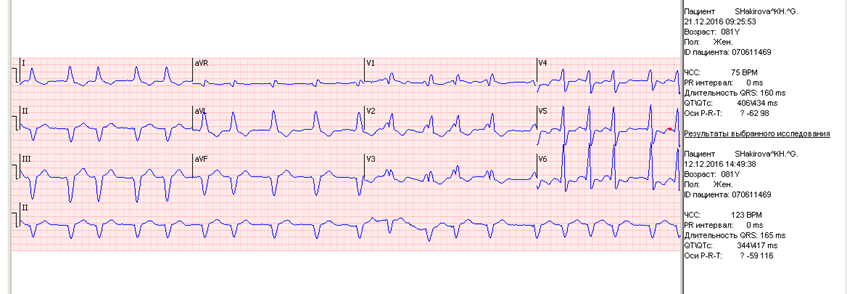 I
aVR
V1
V4
II
aVL
V2
V5
III
aVF
V3
V6
II
Пациент SHakirova^KH.^G.
21.12.2016 09:25:53
Возраст: 081Y
Пол: Жен.
ID пациента: 070611469
ЧСС: 75 BPM
PR интервал: 0 ms
Длительность QRS: 160 ms
QT\QTc: 406\434 ms
Оси P-R-T: ? -62 98
Результаты выбранного исследования
Пациент SHakirova^KH.^G.
12.12.2016 14:49:38
Возраст: 081Y
Пол: Жен.
ID пациента: 070611469
ЧСС: 123 BPM
PR интервал: 0 ms
Длительность QRS: 165 ms
QT\QTc: 344\417 ms
Оси P-R-T: ? -59 116